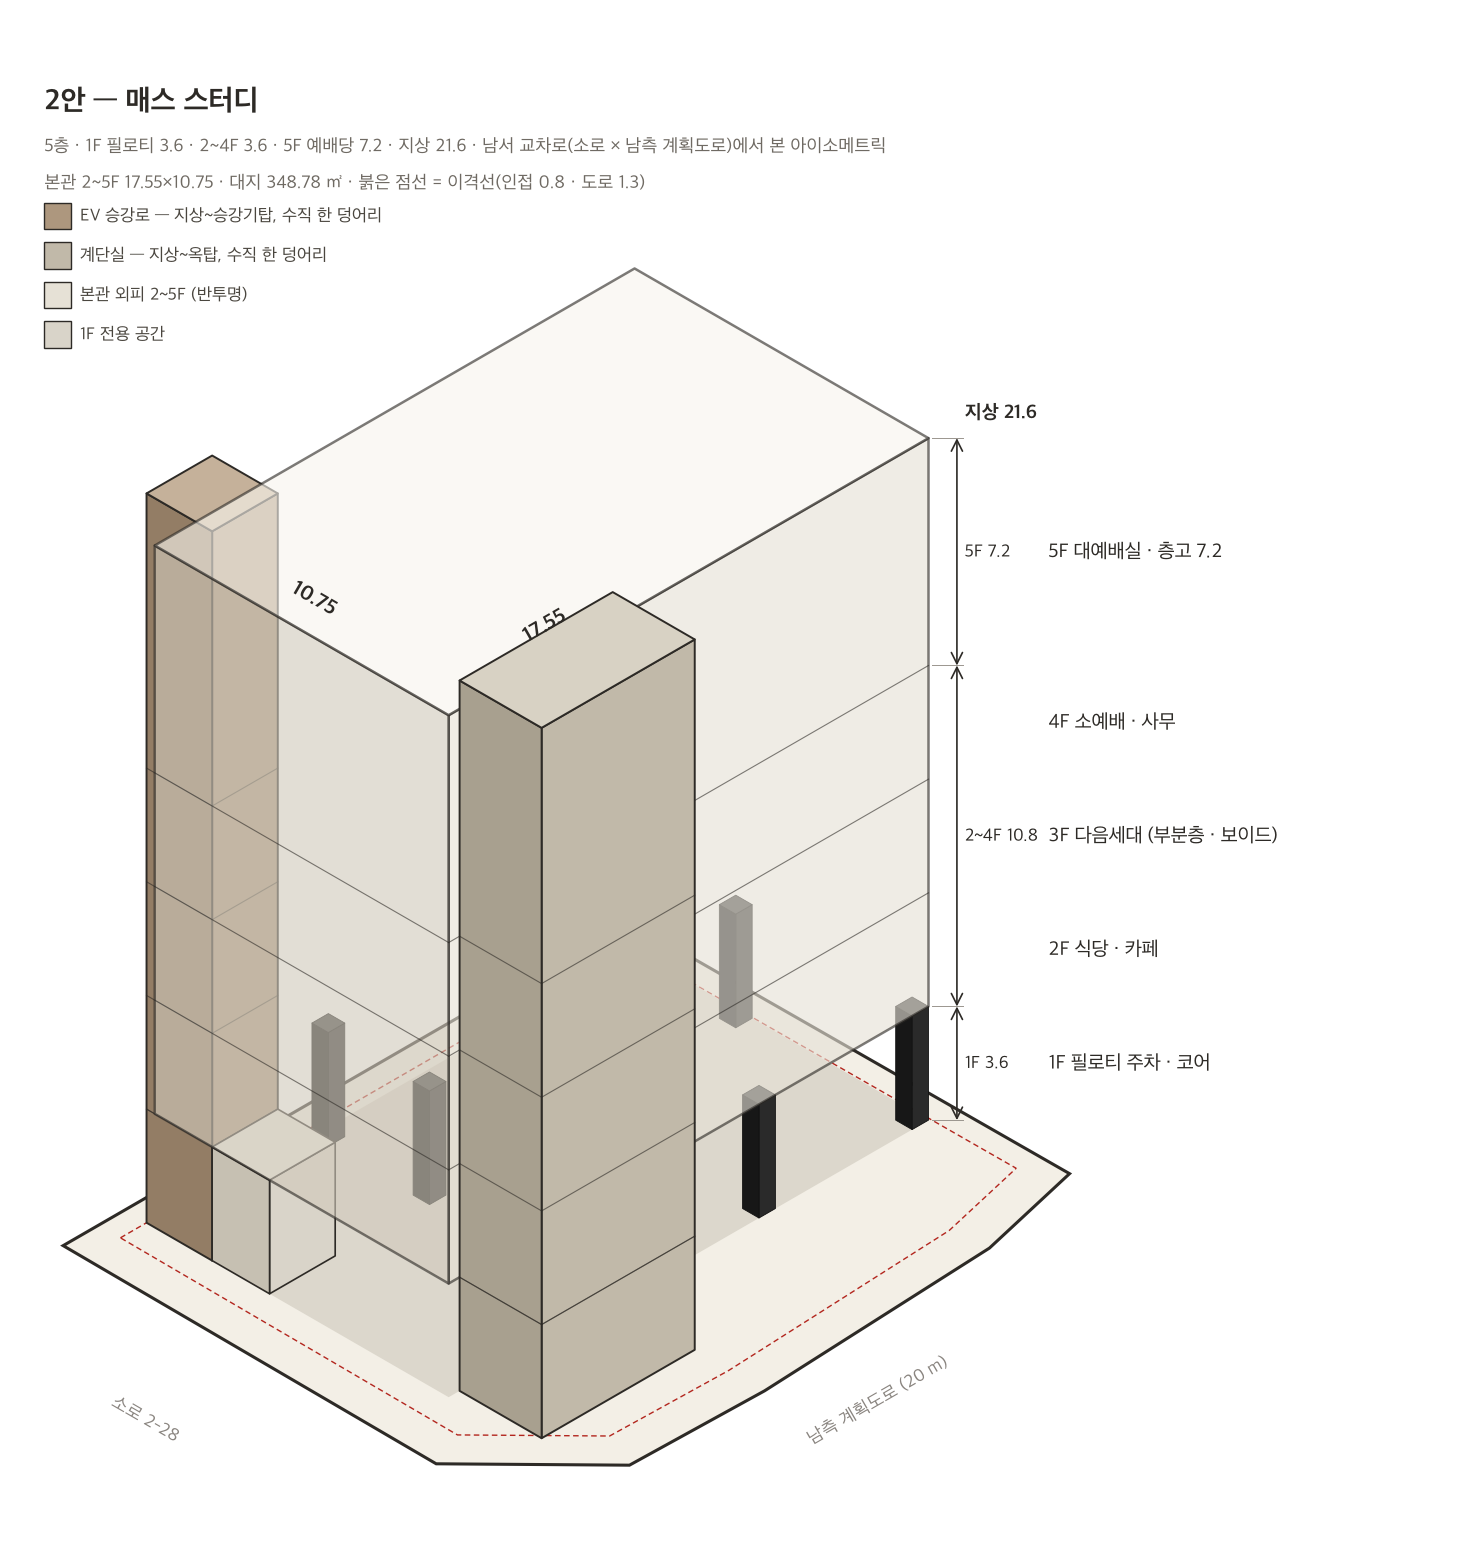 2안 — 매스 스터디
5층 · 1F 필로티 3.6 · 2~4F 3.6 · 5F 예배당 7.2 · 지상 21.6 · 남서 교차로(소로 × 남측 계획도로)에서 본 아이소메트릭
본관 2~5F 17.55×10.75 · 대지 348.78 ㎡ · 붉은 점선 = 이격선(인접 0.8 · 도로 1.3)
EV 승강로 — 지상~승강기탑, 수직 한 덩어리
계단실 — 지상~옥탑, 수직 한 덩어리
본관 외피 2~5F (반투명)
1F 전용 공간
지상 21.6
5F 7.2
5F 대예배실 · 층고 7.2
10.75
17.55
4F 소예배 · 사무
2~4F 10.8
3F 다음세대 (부분층 · 보이드)
2F 식당 · 카페
1F 3.6
1F 필로티 주차 · 코어
소로 2-28
남측 계획도로 (20 m)